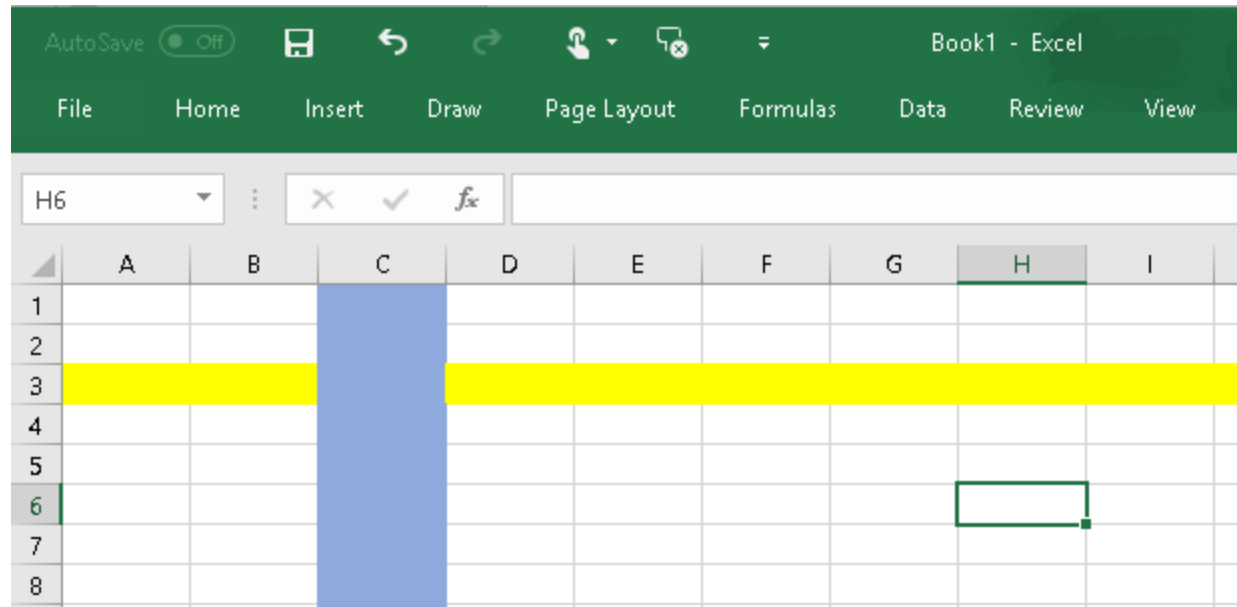 AutoSave Off Book1 - Excel
File Home Insert Draw Page Layout Formulas Data Review View
H6 fx
A B C D E F G H I
1
2
3
4
5
6
7
8